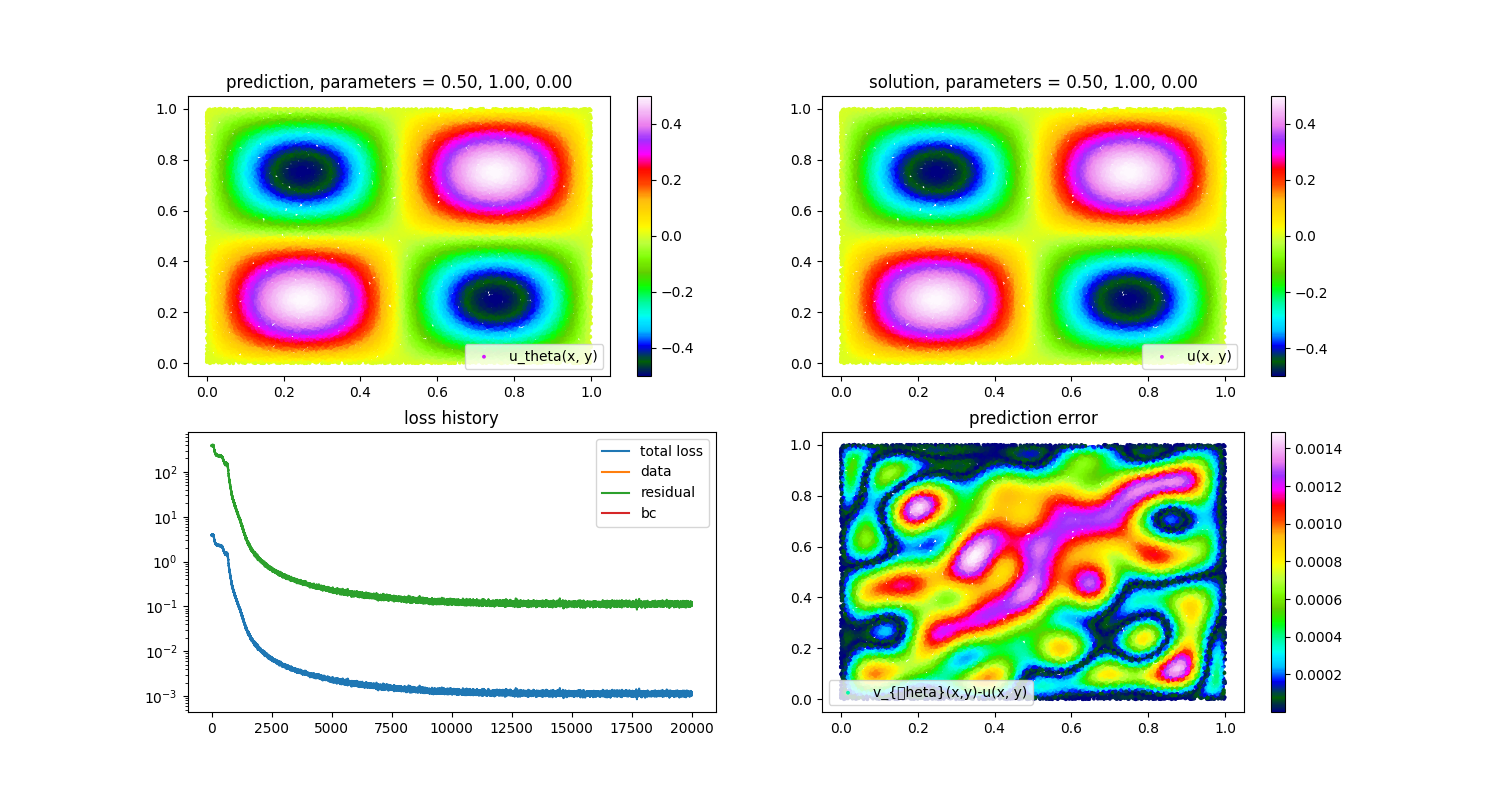 prediction, parameters = 0.50, 1.00, 0.00
1.0
0.8
0.6
0.4
0.2
0.0
0.0 0.2 0.4 0.6 0.8 1.0
u_theta(x, y)
0.4
0.2
0.0
−0.2
−0.4
solution, parameters = 0.50, 1.00, 0.00
1.0
0.8
0.6
0.4
0.2
0.0
0.0 0.2 0.4 0.6 0.8 1.0
u(x, y)
0.4
0.2
0.0
−0.2
−0.4
loss history
10²
10¹
10⁰
10⁻¹
10⁻²
10⁻³
0 2500 5000 7500 10000 12500 15000 17500 20000
total loss
data
residual
bc
prediction error
1.0
0.8
0.6
0.4
0.2
0.0
0.0 0.2 0.4 0.6 0.8 1.0
v_{▯heta}(x,y)-u(x, y)
0.0014
0.0012
0.0010
0.0008
0.0006
0.0004
0.0002